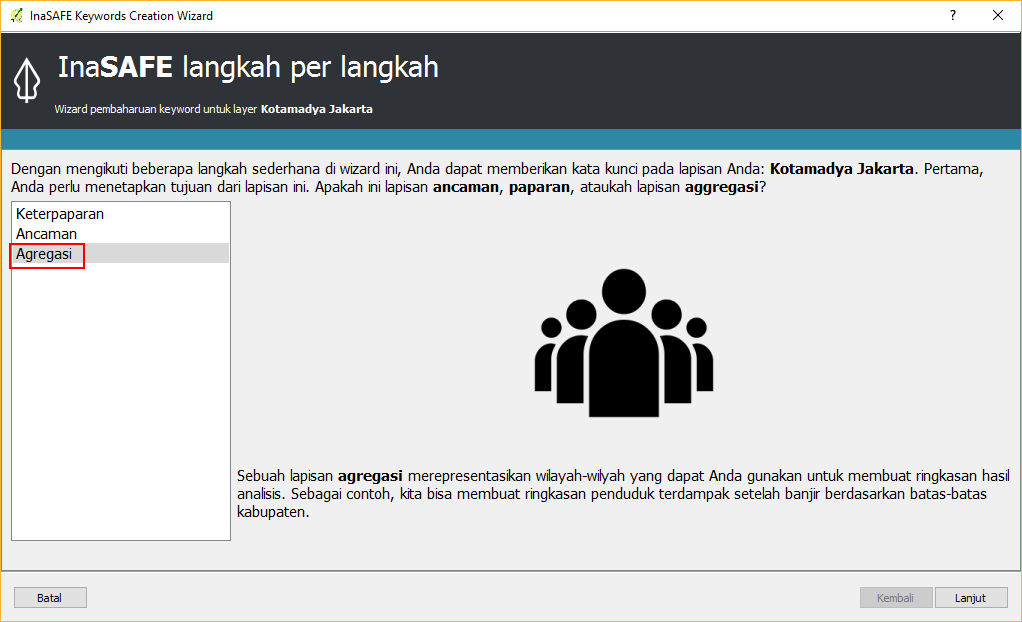 InaSAFE Keywords Creation Wizard
?
InaSAFE langkah per langkah
Wizard pembaharuan keyword untuk layer Kotamadya Jakarta
Dengan mengikuti beberapa langkah sederhana di wizard ini, Anda dapat memberikan kata kunci pada lapisan Anda: Kotamadya Jakarta. Pertama,
Anda perlu menetapkan tujuan dari lapisan ini. Apakah ini lapisan ancaman, paparan, ataukah lapisan aggregasi?
Keterpaparan
Ancaman
Agregasi
Sebuah lapisan agregasi merepresentasikan wilayah-wilyah yang dapat Anda gunakan untuk membuat ringkasan hasil
analisis. Sebagai contoh, kita bisa membuat ringkasan penduduk terdampak setelah banjir berdasarkan batas-batas
kabupaten.
Batal
Kembali
Lanjut